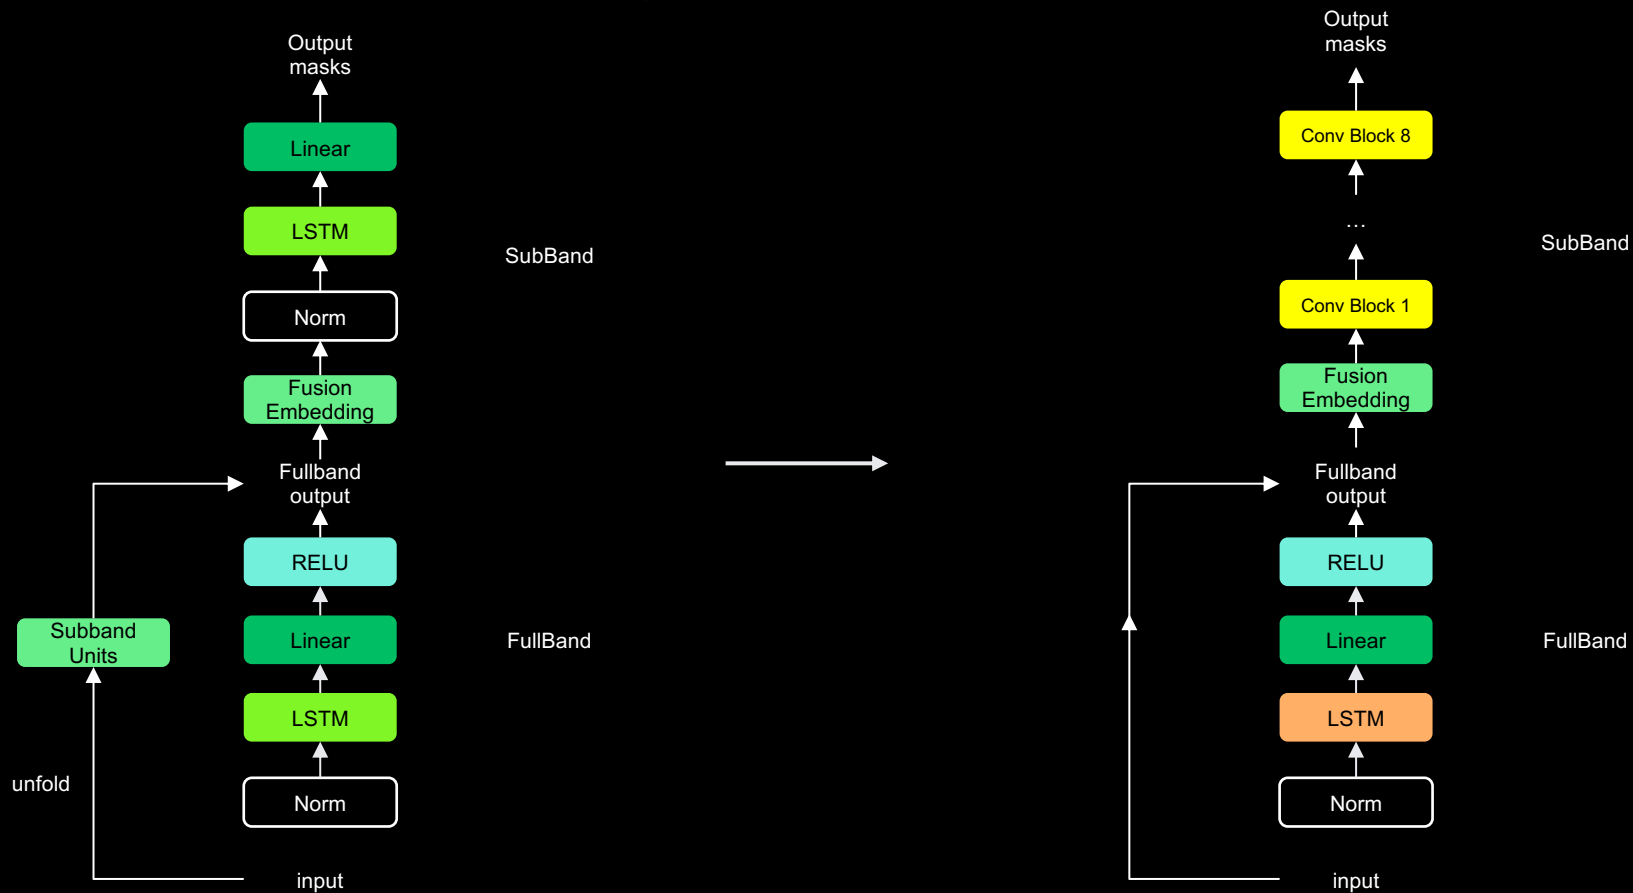 Output
masks
Linear
LSTM
SubBand
Norm
Fusion
Embedding
Fullband
output
RELU
Subband
Units
Linear
FullBand
LSTM
unfold
Norm
input
Output
masks
Conv Block 8
...
SubBand
Conv Block 1
Fusion
Embedding
Fullband
output
RELU
Linear
FullBand
LSTM
Norm
input